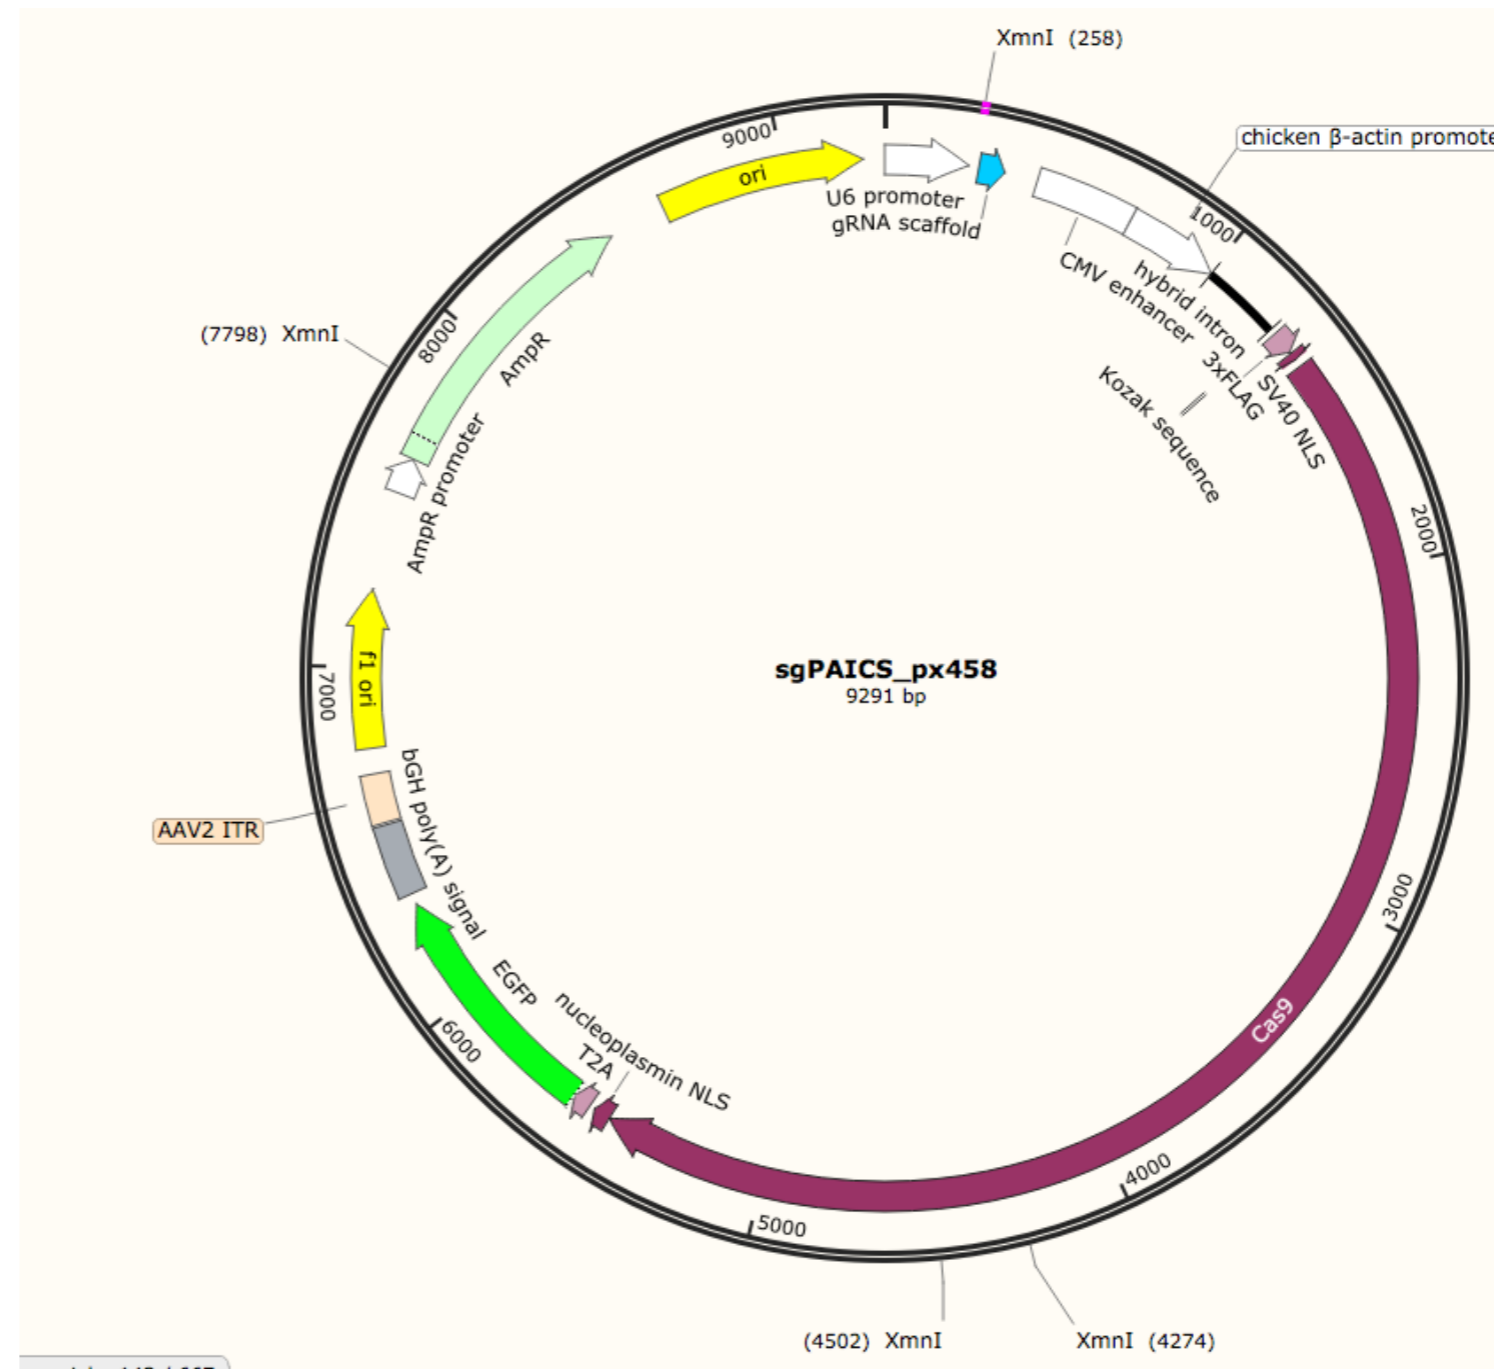 XmnI (258)
chicken β-actin promote
9000
ori
U6 promoter
gRNA scaffold
1000
CMV enhancer
hybrid intron
3xFLAG
SV40 NLS
Kozak sequence
(7798) XmnI
8000
AmpR
AmpR promoter
2000
sgPAICS_px458
9291 bp
f1 ori
7000
bGH poly(A) signal
AAV2 ITR
3000
EGFP
nucleoplasmin NLS
T2A
6000
Cas9
4000
5000
(4502) XmnI
XmnI (4274)